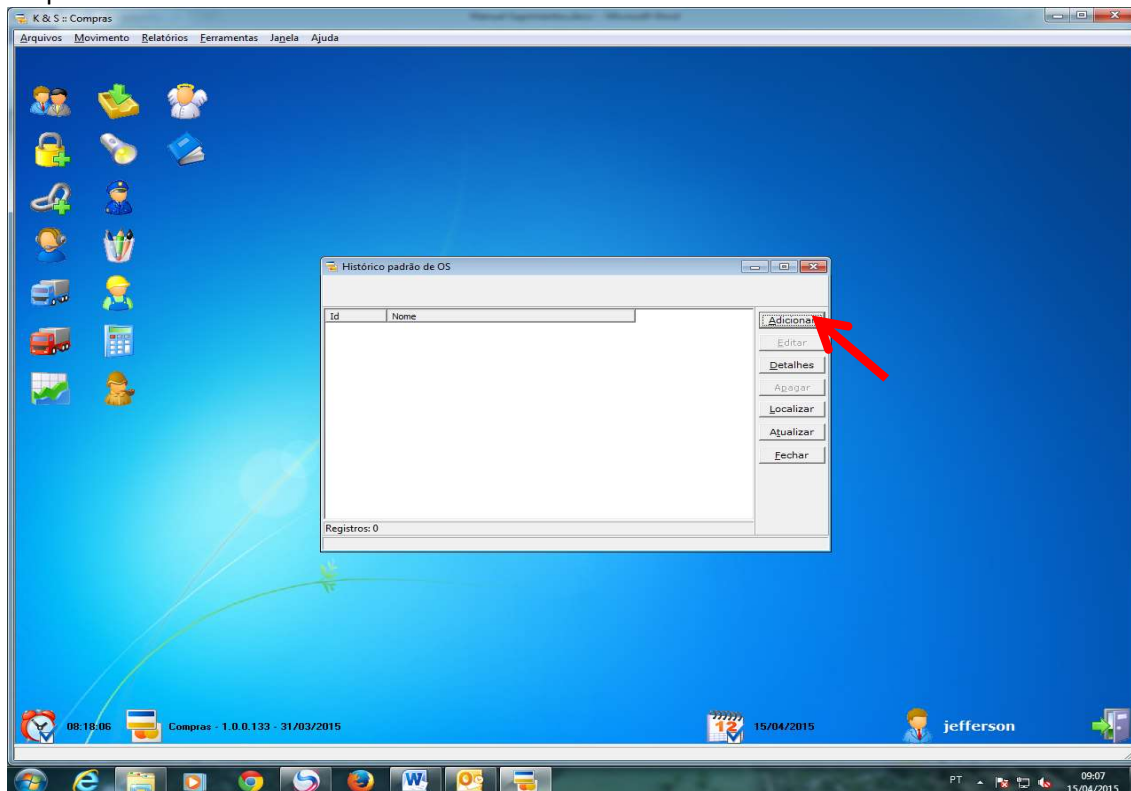 K & S :: Compras
Arquivos Movimento Relatórios Ferramentas Janela Ajuda
Histórico padrão de OS
Id Nome
Adicionar
Editar
Detalhes
Apagar
Localizar
Atualizar
Fechar
Registros: 0
08:18:06 Compras - 1.0.0.133 - 31/03/2015 12 15/04/2015 jefferson
PT 09:07
15/04/2015